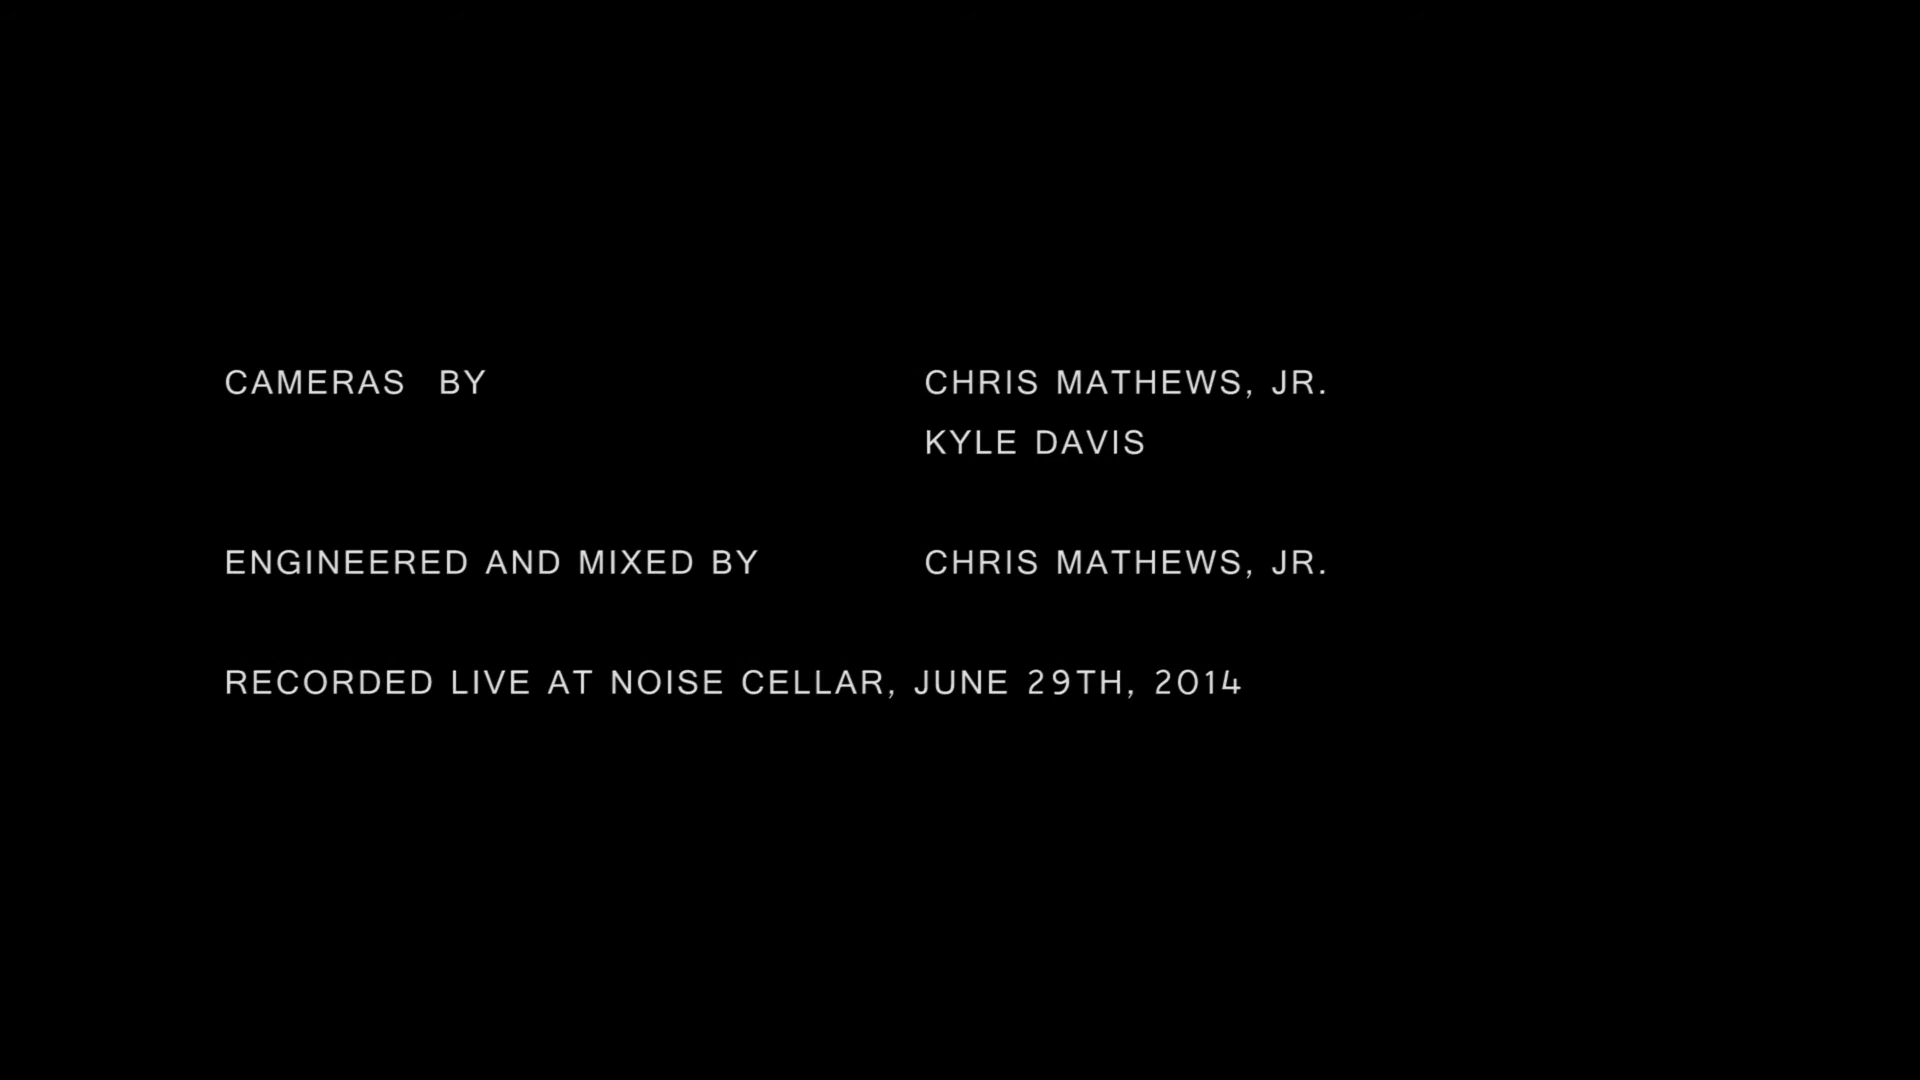 CAMERAS BY CHRIS MATHEWS, JR.
KYLE DAVIS
ENGINEERED AND MIXED BY CHRIS MATHEWS, JR.
RECORDED LIVE AT NOISE CELLAR, JUNE 29TH, 2014